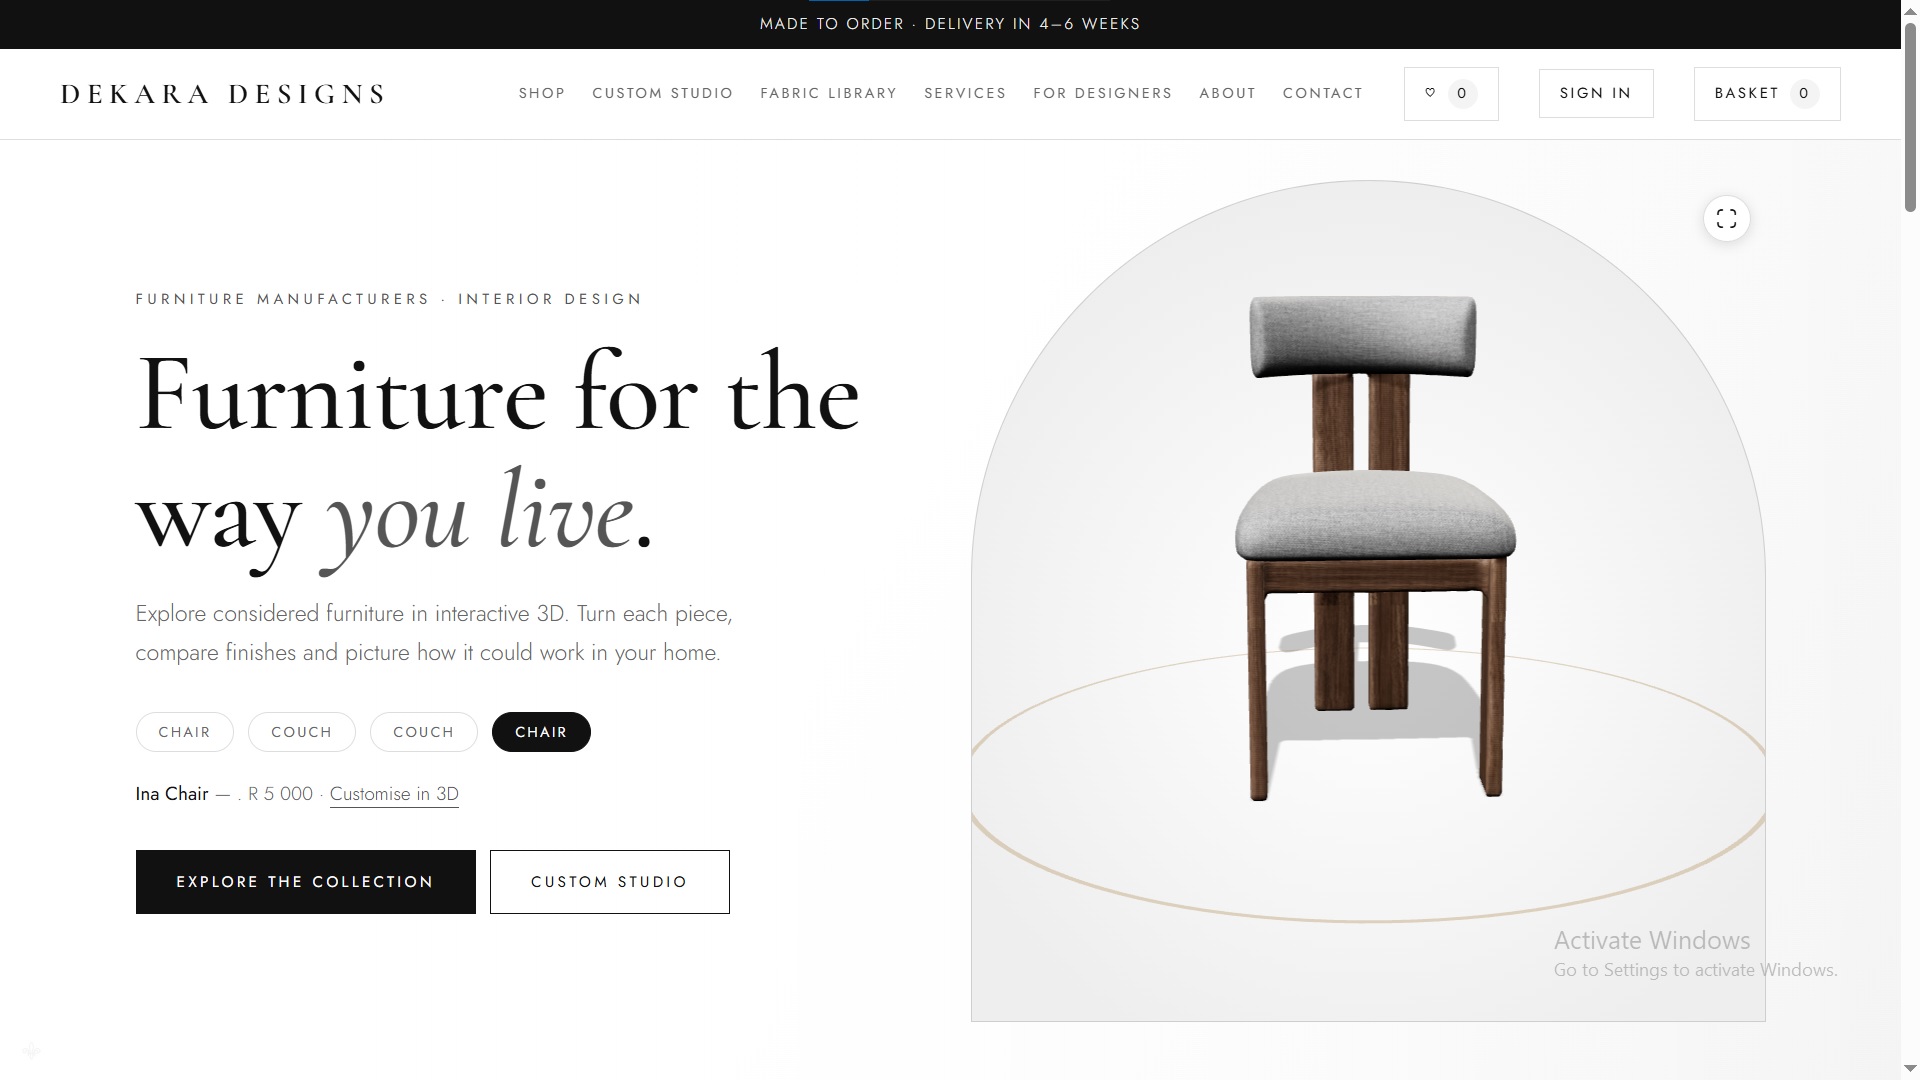 MADE TO ORDER · DELIVERY IN 4–6 WEEKS
DEKARA DESIGNS
SHOP CUSTOM STUDIO FABRIC LIBRARY SERVICES FOR DESIGNERS ABOUT CONTACT ♡ 0 SIGN IN BASKET 0
FURNITURE MANUFACTURERS · INTERIOR DESIGN
Furniture for the
way you live.
Explore considered furniture in interactive 3D. Turn each piece,
compare finishes and picture how it could work in your home.
CHAIR COUCH COUCH CHAIR
Ina Chair — . R 5 000 · Customise in 3D
EXPLORE THE COLLECTION CUSTOM STUDIO
Activate Windows
Go to Settings to activate Windows.